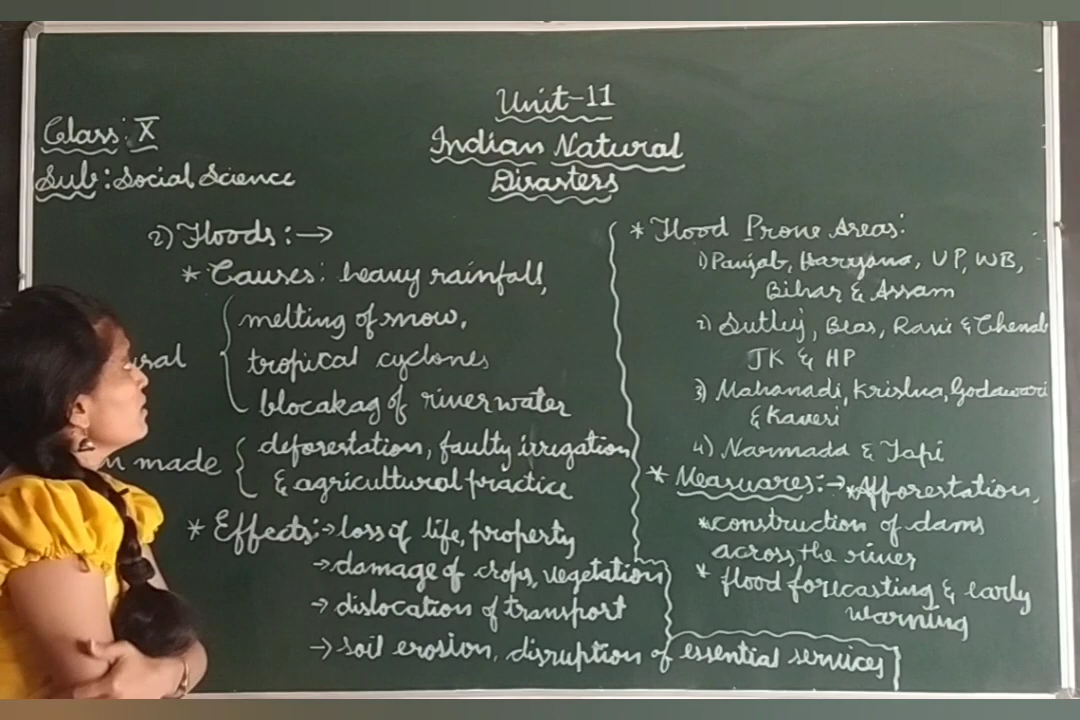 Unit-11
Indian Natural
Disasters
Class: X
Sub: Social Science
2) Floods: →
* Causes: heavy rainfall,
melting of snow,
tropical cyclones
blocakag of river water
made { deforestation, faulty irrigation
& agricultural practice
* Effects: → loss of life, property
→ damage of crops, vegetation
→ dislocation of transport
→ soil erosion, disruption of essential services
* Flood Prone Areas:
1) Panjab, Haryana, UP, WB,
Bihar & Assam
2) Sutlej, Beas, Ravi & Chenab
JK & HP
3) Mahanadi, Krishna, Godawari
& Kaveri
4) Narmada & Tapi
* Measuares: → *Afforestation,
*construction of dams
across the river
* flood forecasting & early
warning